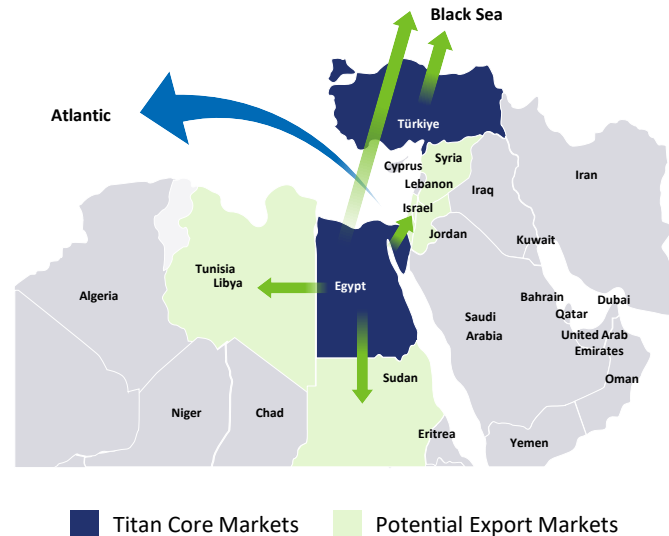 Black Sea
Atlantic
Türkiye
Cyprus
Syria
Lebanon
Iraq
Iran
Israel
Jordan
Kuwait
Tunisia
Libya
Algeria
Egypt
Bahrain
Dubai
Qatar
Saudi
Arabia
United Arab
Emirates
Oman
Sudan
Niger
Chad
Eritrea
Yemen
Titan Core Markets
Potential Export Markets